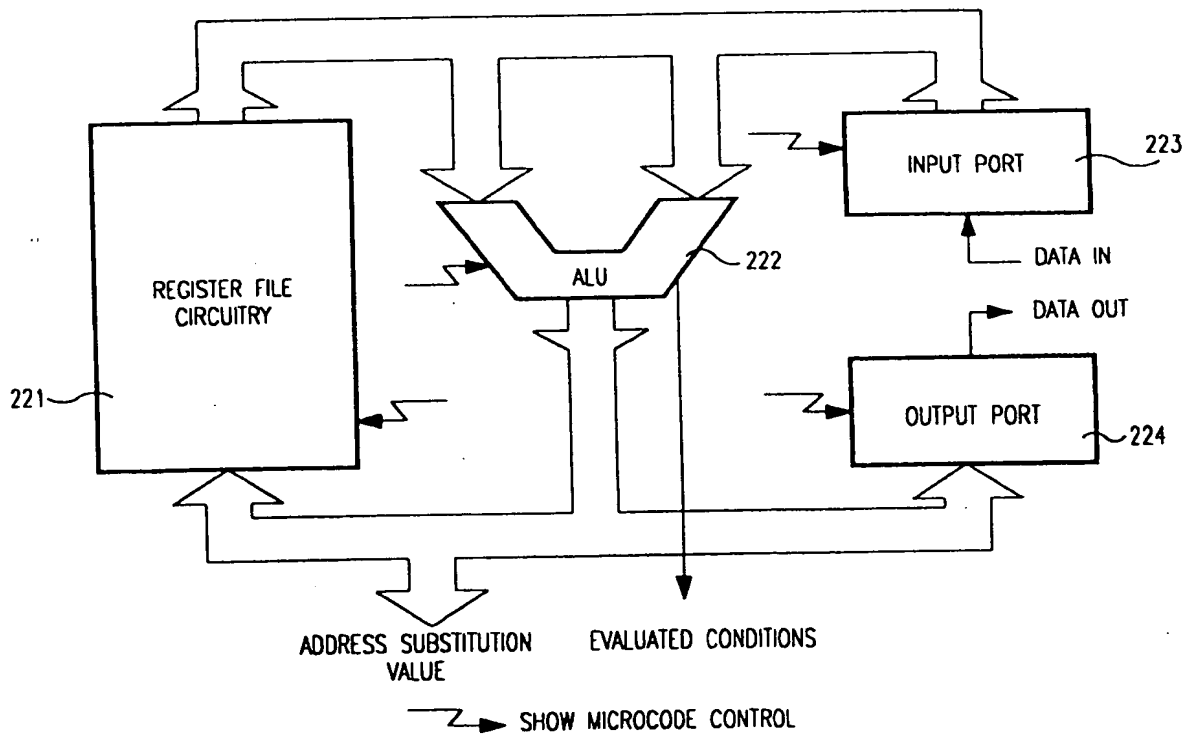 INPUT PORT
223
DATA IN
ALU
222
REGISTER FILE
CIRCUITRY
DATA OUT
221
OUTPUT PORT
224
ADDRESS SUBSTITUTION
VALUE
EVALUATED CONDITIONS
SHOW MICROCODE CONTROL